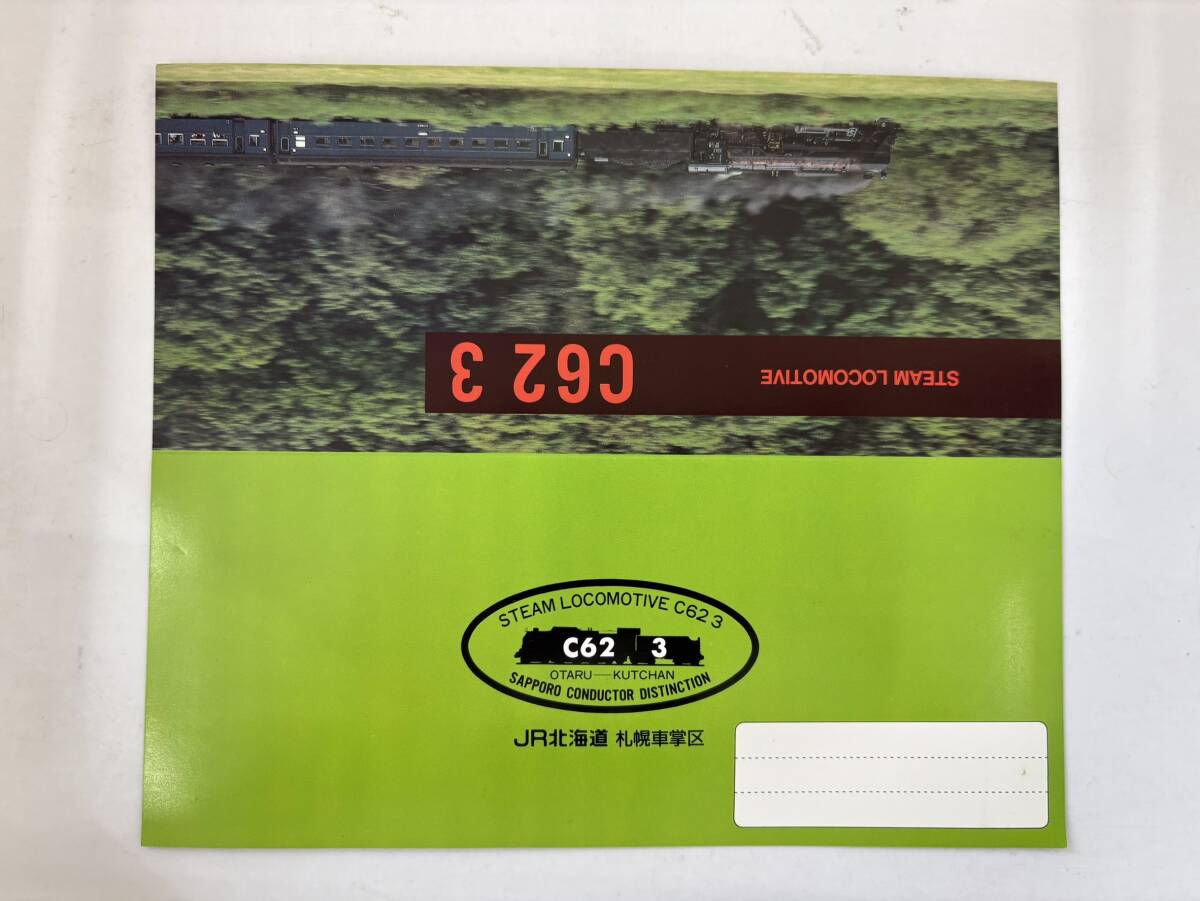 STEAM LOCOMOTIVE C62 3
STEAM LOCOMOTIVE C62 3
C62 3
OTARU—KUTCHAN
SAPPORO CONDUCTOR DISTINCTION
JR北海道 札幌車掌区